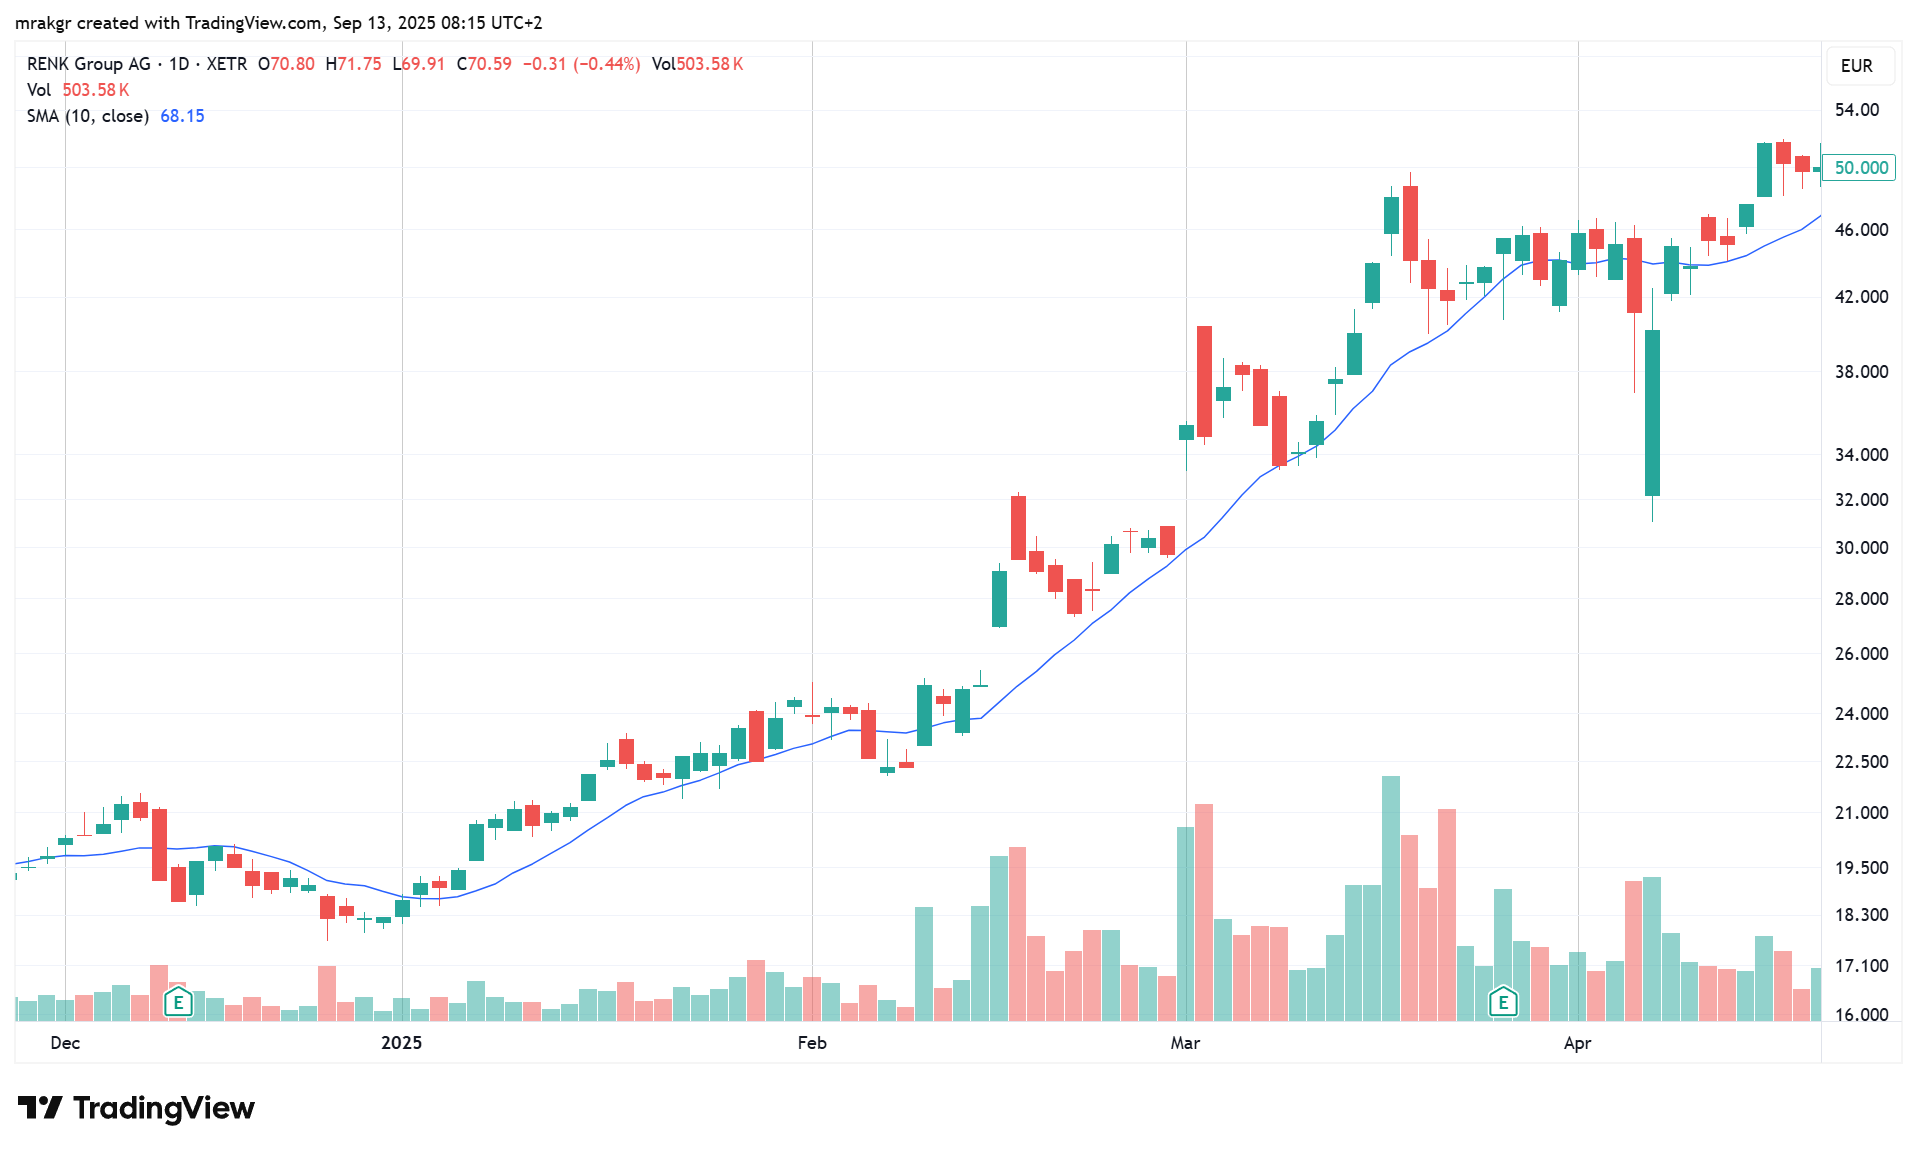 mrakgr created with TradingView.com, Sep 13, 2025 08:15 UTC+2
RENK Group AG · 1D · XETR O70.80 H71.75 L69.91 C70.59 −0.31 (−0.44%) Vol503.58K
Vol 503.58K
SMA (10, close) 68.15
EUR
54.00
50.000
46.000
42.000
38.000
34.000
32.000
30.000
28.000
26.000
24.000
22.500
21.000
19.500
18.300
17.100
16.000
E E
Dec 2025 Feb Mar Apr
TradingView